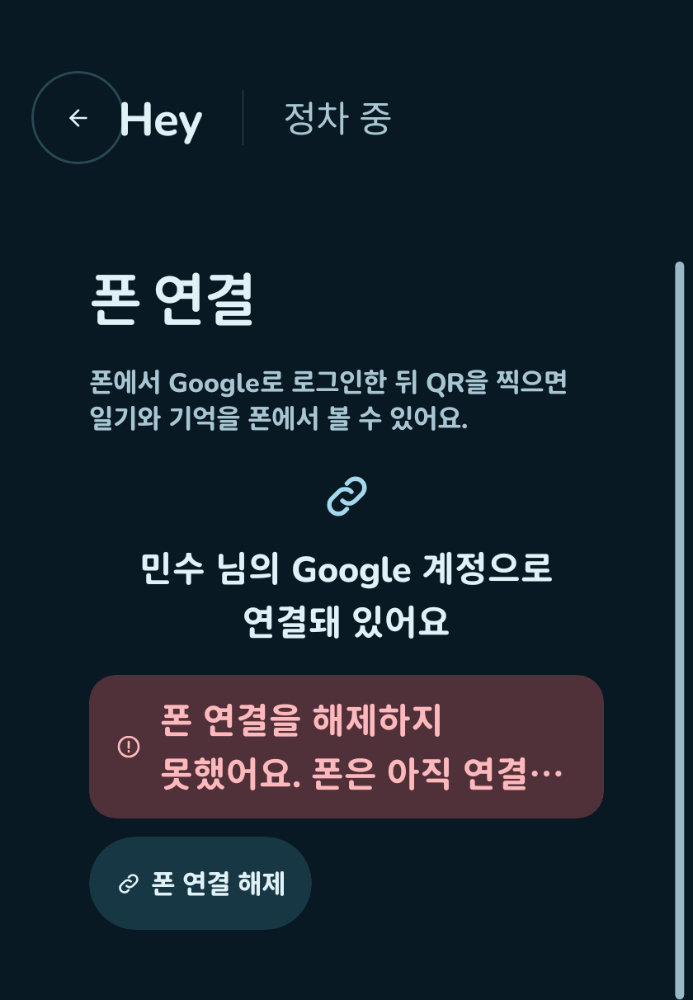 Hey
정차 중
폰 연결
폰에서 Google로 로그인한 뒤 QR을 찍으면
일기와 기억을 폰에서 볼 수 있어요.
민수 님의 Google 계정으로
연결돼 있어요
폰 연결을 해제하지
못했어요. 폰은 아직 연결…
폰 연결 해제